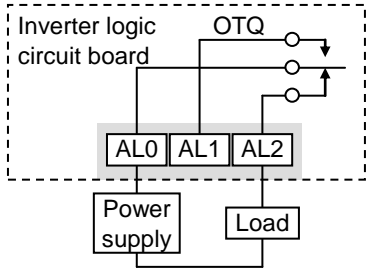 Inverter logic OTQ
circuit board
AL0 AL1 AL2
Power
supply
Load